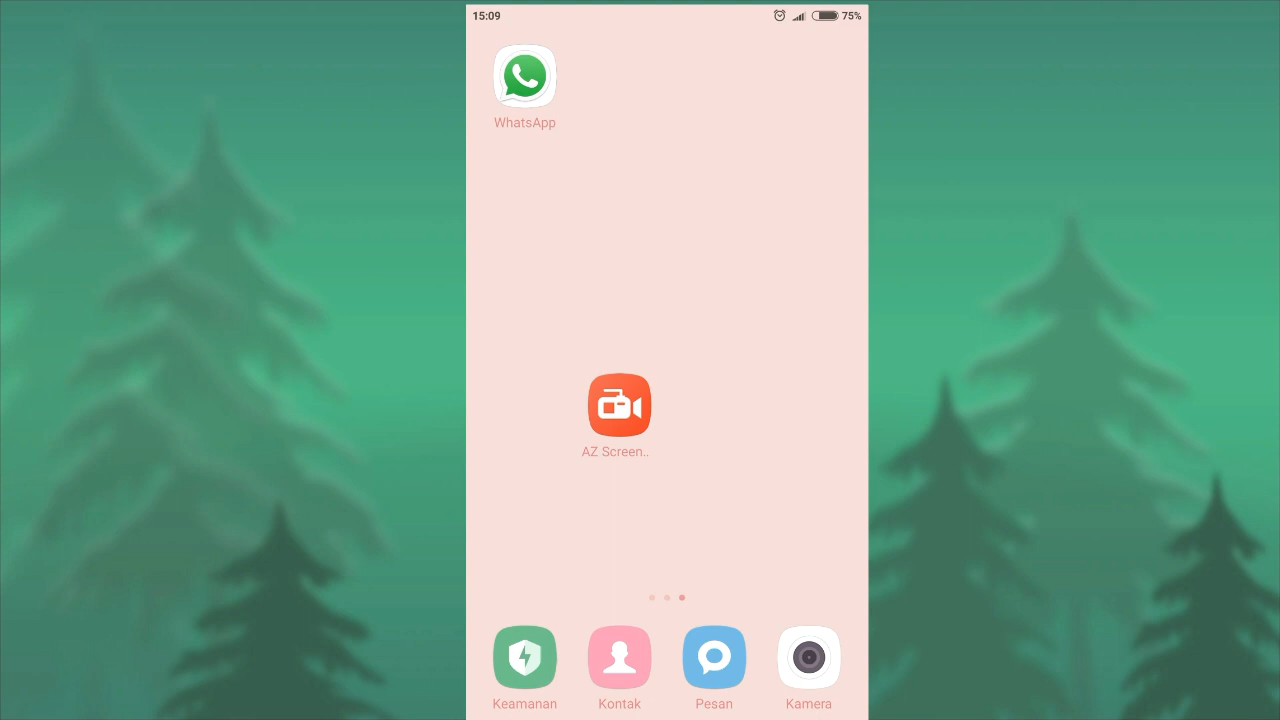 15:09
75%
WhatsApp
AZ Screen..
Keamanan
Kontak
Pesan
Kamera